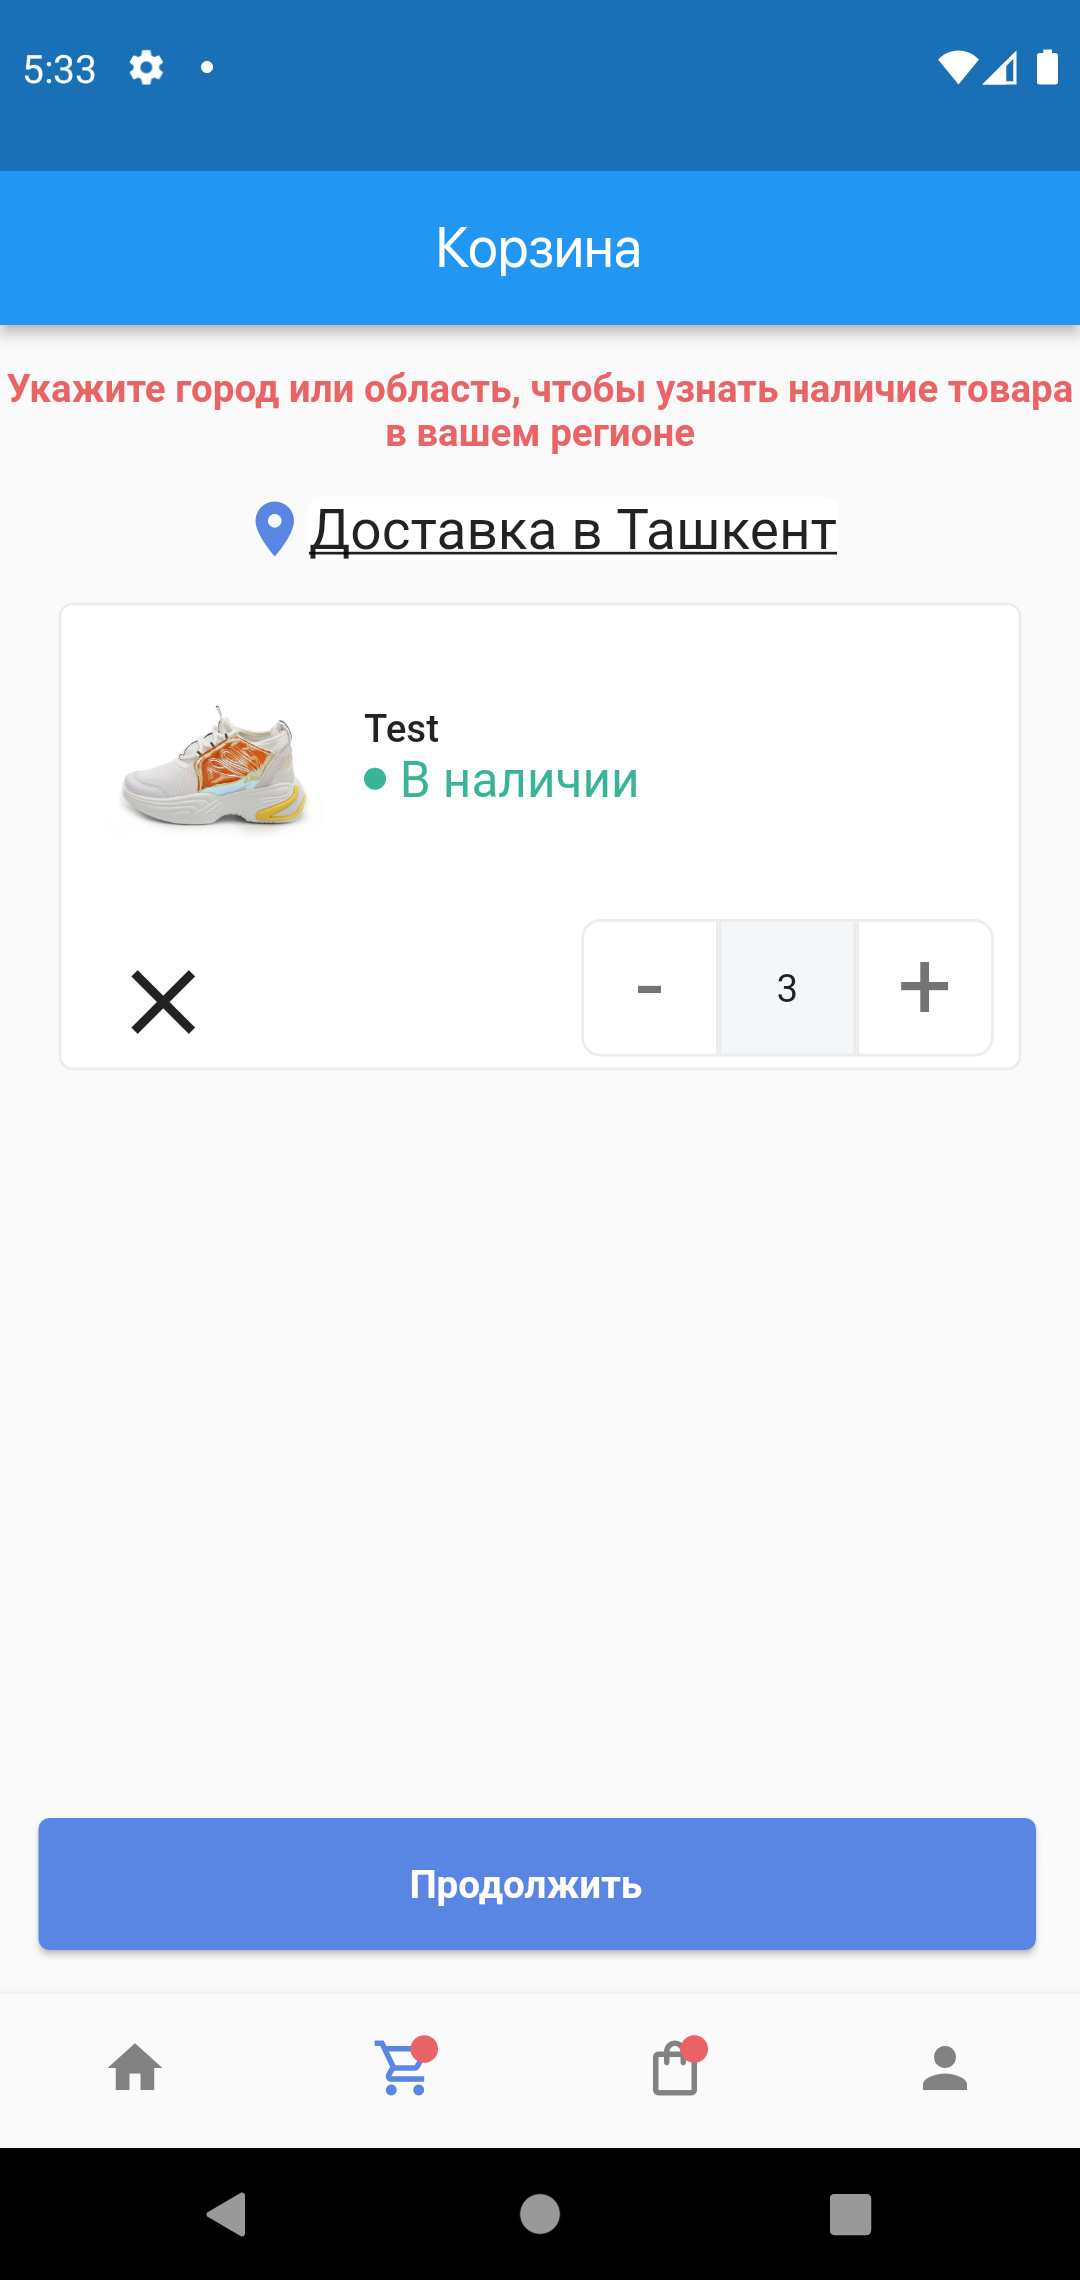 5:33
Корзина
Укажите город или область, чтобы узнать наличие товара
в вашем регионе
Доставка в Ташкент
Test
В наличии
- 3 +
Продолжить